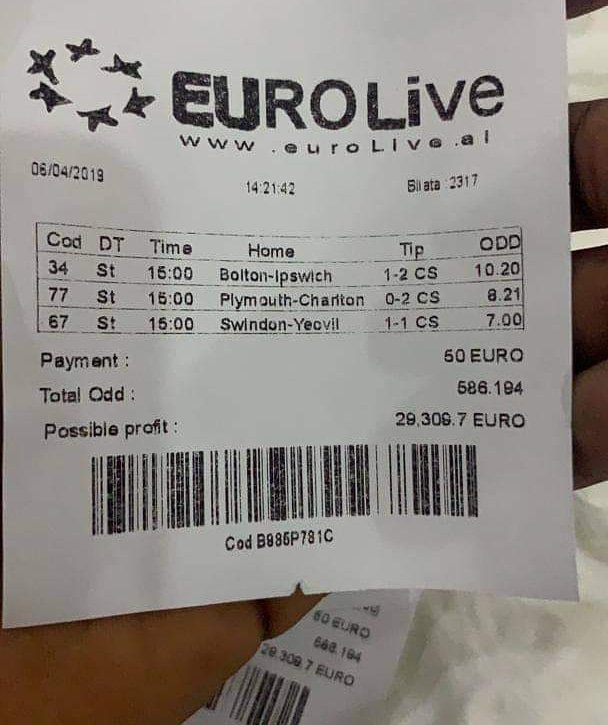 EUROLive
www.euroLive.al
06/04/2019 14:21:42 Bilata :2317
Cod DT Time Home Tip ODD
34 St 15:00 Bolton-Ipswich 1-2 CS 10.20
77 St 15:00 Plymouth-Charlton 0-2 CS 8.21
67 St 15:00 Swindon-Yeovil 1-1 CS 7.00
Payment : 50 EURO
Total Odd : 586.194
Possible profit : 29,309.7 EURO
Cod B985P781C
50 EURO
586.194
29,309.7 EURO